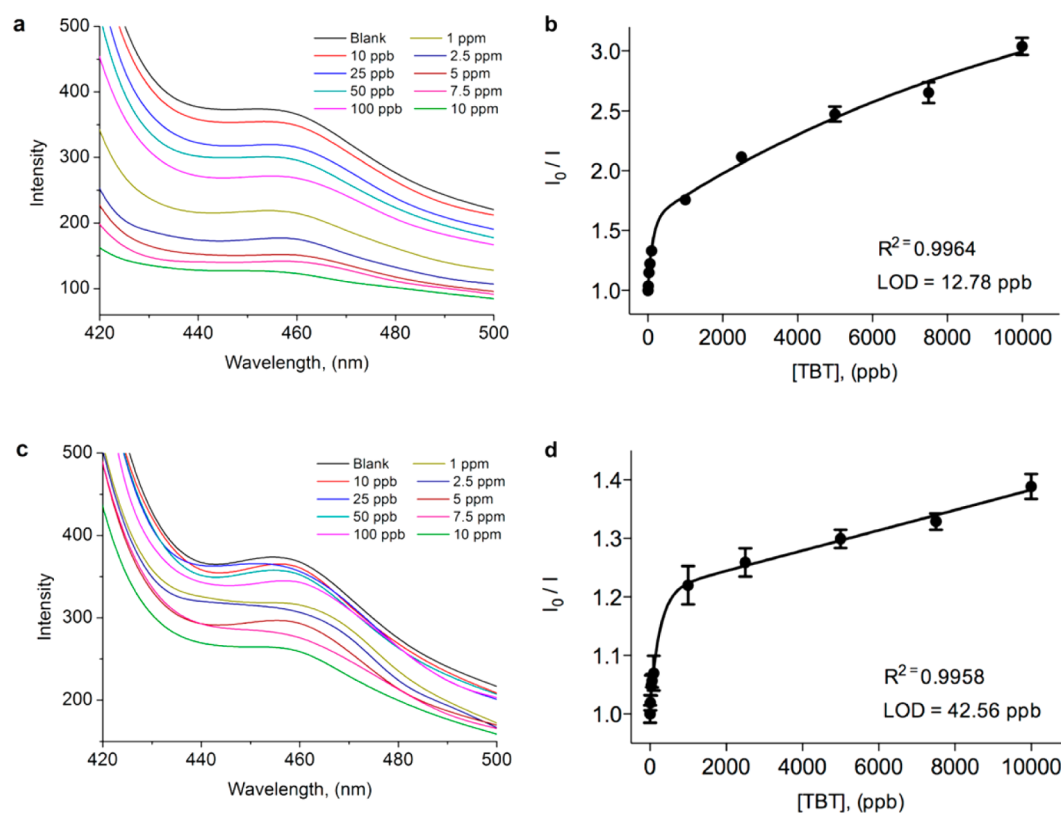 a
500
400
300
200
100
Intensity
420
440
460
480
500
Wavelength, (nm)
Blank
10 ppb
25 ppb
50 ppb
100 ppb
1 ppm
2.5 ppm
5 ppm
7.5 ppm
10 ppm
b
3.0
2.5
2.0
1.5
1.0
I0 / I
R2 = 0.9964
LOD = 12.78 ppb
0
2000
4000
6000
8000
10000
[TBT], (ppb)
c
500
400
300
200
Intensity
420
440
460
480
500
Wavelength, (nm)
Blank
10 ppb
25 ppb
50 ppb
100 ppb
1 ppm
2.5 ppm
5 ppm
7.5 ppm
10 ppm
d
1.4
1.3
1.2
1.1
1.0
I0 / I
R2 = 0.9958
LOD = 42.56 ppb
0
2000
4000
6000
8000
10000
[TBT], (ppb)